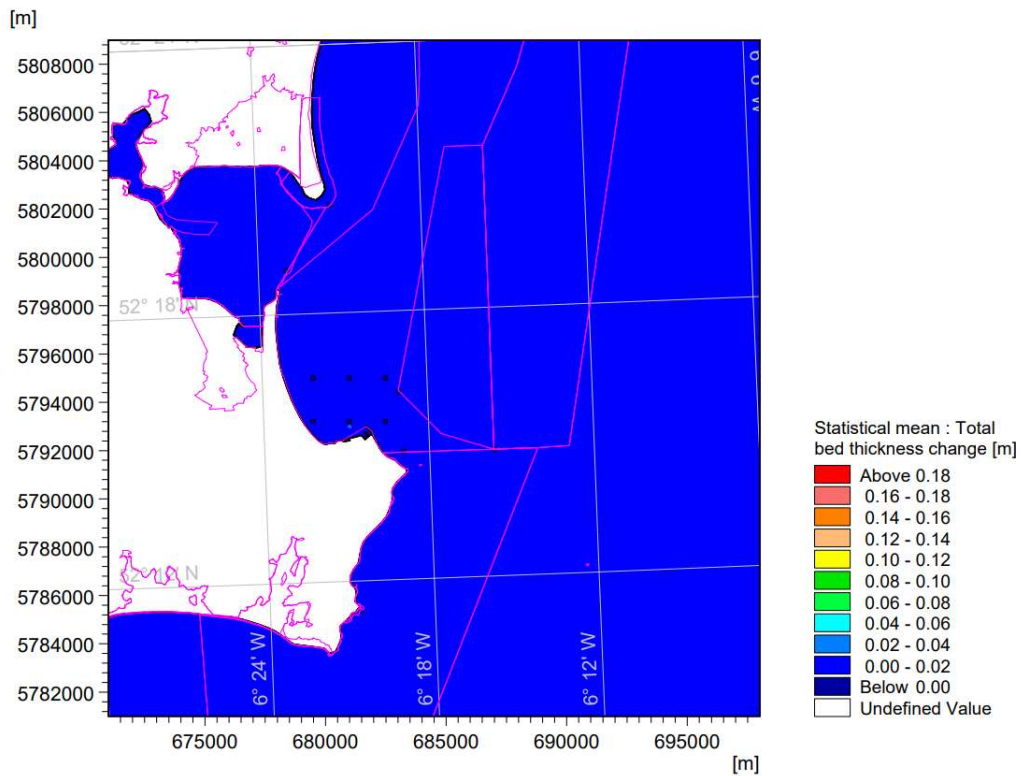 [m]
5808000
5806000
5804000
5802000
5800000
5798000
5796000
5794000
5792000
5790000
5788000
5786000
5784000
5782000
52° 18' N
6° 24' W
6° 18' W
6° 12' W
675000 680000 685000 690000 695000
[m]
Statistical mean : Total
bed thickness change [m]
Above 0.18
0.16 - 0.18
0.14 - 0.16
0.12 - 0.14
0.10 - 0.12
0.08 - 0.10
0.06 - 0.08
0.04 - 0.06
0.02 - 0.04
0.00 - 0.02
Below 0.00
Undefined Value